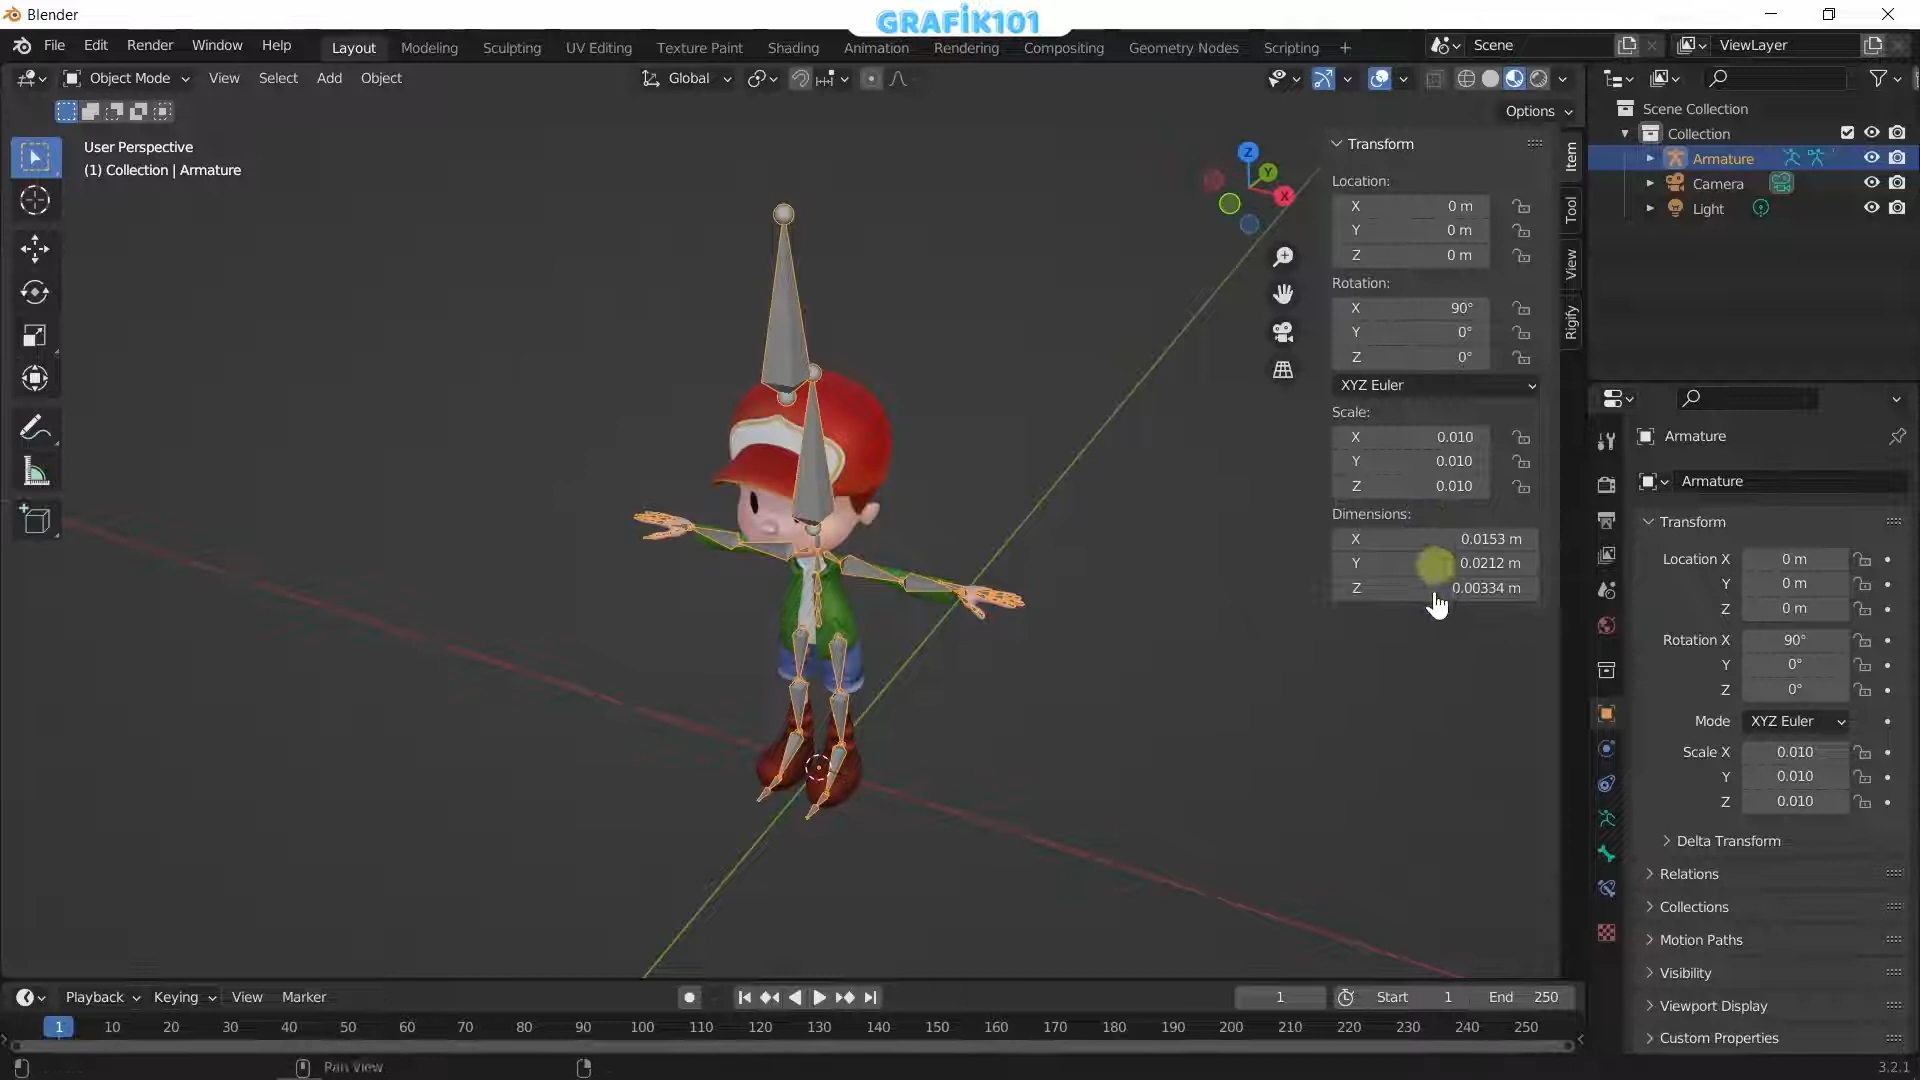 Blender
GRAFİK101
File Edit Render Window Help
Layout Modeling Sculpting UV Editing Texture Paint Shading Animation Rendering Compositing Geometry Nodes Scripting +
Scene
ViewLayer
Object Mode View Select Add Object
Global
Options
User Perspective
(1) Collection | Armature
Z
Y
X
Transform
Location:
X 0 m
Y 0 m
Z 0 m
Rotation:
X 90°
Y 0°
Z 0°
XYZ Euler
Scale:
X 0.010
Y 0.010
Z 0.010
Dimensions:
X 0.0153 m
Y 0.0212 m
Z 0.00334 m
Item
Tool
View
Rigify
Scene Collection
Collection
Armature
Camera
Light
Armature
Armature
Transform
Location X 0 m
Y 0 m
Z 0 m
Rotation X 90°
Y 0°
Z 0°
Mode XYZ Euler
Scale X 0.010
Y 0.010
Z 0.010
Delta Transform
Relations
Collections
Motion Paths
Visibility
Viewport Display
Custom Properties
Playback Keying View Marker
1 Start 1 End 250
1 10 20 30 40 50 60 70 80 90 100 110 120 130 140 150 160 170 180 190 200 210 220 230 240 250
Pan View
3.2.1